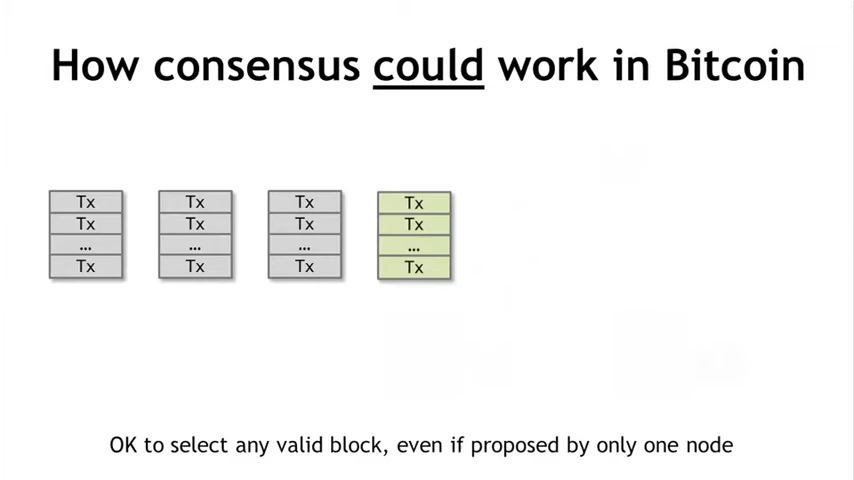 How consensus could work in Bitcoin
Tx Tx Tx Tx
Tx Tx Tx Tx
... ... ... ...
Tx Tx Tx Tx
OK to select any valid block, even if proposed by only one node